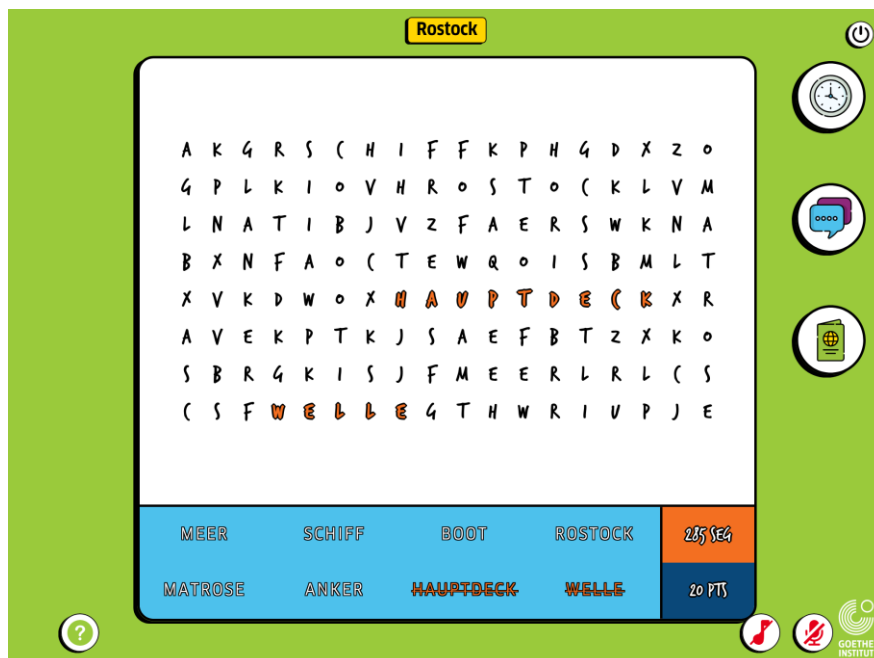 Rostock
A K G R S C H I F F K P H G D X Z O
G P L K I O V H R O S T O C K L V M
L N A T I B J V Z F A E R S W K N A
B X N F A O C T E W Q O I S B M L T
X V K D W O X H A U P T D E C K X R
A V E K P T K J S A E F B T Z X K O
S B R G K I S J F M E E R L R L C S
C S F W E L L E G T H W R I U P J E
MEER SCHIFF BOOT ROSTOCK 285 SEG
MATROSE ANKER HAUPTDECK WELLE 20 PTS
?
GOETHE
INSTITUT